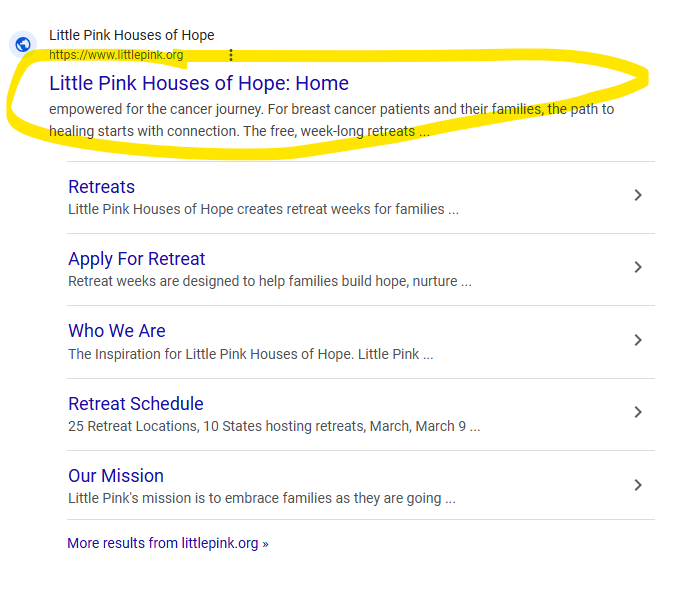 Little Pink Houses of Hope
https://www.littlepink.org
Little Pink Houses of Hope: Home
empowered for the cancer journey. For breast cancer patients and their families, the path to
healing starts with connection. The free, week-long retreats ...
Retreats
Little Pink Houses of Hope creates retreat weeks for families ...
Apply For Retreat
Retreat weeks are designed to help families build hope, nurture ...
Who We Are
The Inspiration for Little Pink Houses of Hope. Little Pink ...
Retreat Schedule
25 Retreat Locations, 10 States hosting retreats, March, March 9 ...
Our Mission
Little Pink's mission is to embrace families as they are going ...
More results from littlepink.org »